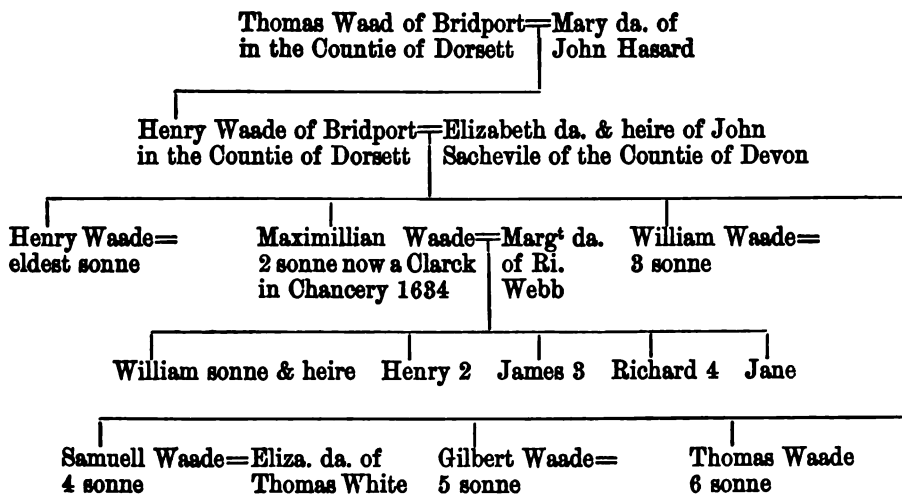 Thomas Waad of Bridport=Mary da. of
in the Countie of Dorsett John Hasard
Henry Waade of Bridport=Elizabeth da. & heire of John
in the Countie of Dorsett Sachevile of the Countie of Devon
Henry Waade= Maximillian Waade=Margt da. William Waade=
eldest sonne 2 sonne now a Clarck of Ri. 3 sonne
in Chancery 1634 Webb
William sonne & heire Henry 2 James 3 Richard 4 Jane
Samuell Waade=Eliza. da. of Gilbert Waade= Thomas Waade
4 sonne Thomas White 5 sonne 6 sonne